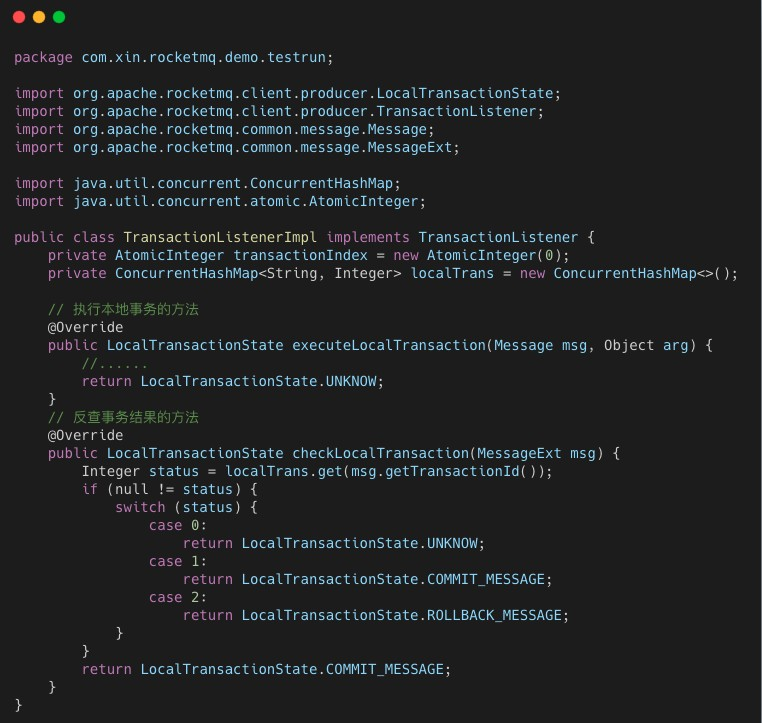 package com.xin.rocketmq.demo.testrun;
import org.apache.rocketmq.client.producer.LocalTransactionState;
import org.apache.rocketmq.client.producer.TransactionListener;
import org.apache.rocketmq.common.message.Message;
import org.apache.rocketmq.common.message.MessageExt;
import java.util.concurrent.ConcurrentHashMap;
import java.util.concurrent.atomic.AtomicInteger;
public class TransactionListenerImpl implements TransactionListener {
    private AtomicInteger transactionIndex = new AtomicInteger(0);
    private ConcurrentHashMap<String, Integer> localTrans = new ConcurrentHashMap<>();
    // 执行本地事务的方法
    @Override
    public LocalTransactionState executeLocalTransaction(Message msg, Object arg) {
        //......
        return LocalTransactionState.UNKNOW;
    }
    // 反查事务结果的方法
    @Override
    public LocalTransactionState checkLocalTransaction(MessageExt msg) {
        Integer status = localTrans.get(msg.getTransactionId());
        if (null != status) {
            switch (status) {
                case 0:
                    return LocalTransactionState.UNKNOW;
                case 1:
                    return LocalTransactionState.COMMIT_MESSAGE;
                case 2:
                    return LocalTransactionState.ROLLBACK_MESSAGE;
            }
        }
        return LocalTransactionState.COMMIT_MESSAGE;
    }
}